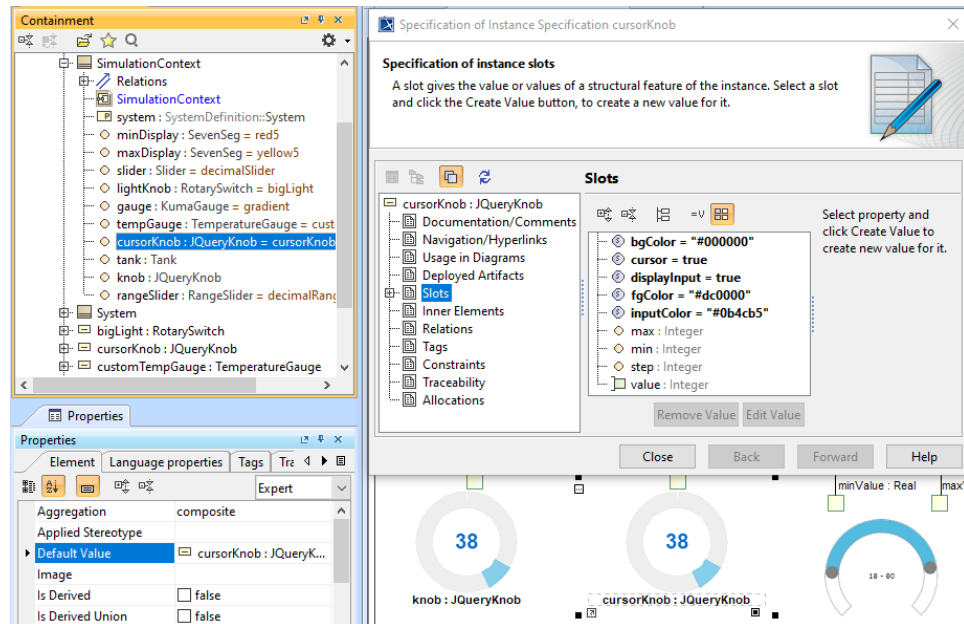 Containment
SimulationContext
Relations
SimulationContext
system : SystemDefinition::System
minDisplay : SevenSeg = red5
maxDisplay : SevenSeg = yellow5
slider : Slider = decimalSlider
lightKnob : RotarySwitch = bigLight
gauge : KumaGauge = gradient
tempGauge : TemperatureGauge = cust
cursorKnob : JQueryKnob = cursorKnob
tank : Tank
knob : JQueryKnob
rangeSlider : RangeSlider = decimalRang
System
bigLight : RotarySwitch
cursorKnob : JQueryKnob
customTempGauge : TemperatureGauge
Properties
Properties
Element
Language properties
Tags
Tra
Expert
Aggregation composite
Applied Stereotype
Default Value cursorKnob : JQueryK...
Image
Is Derived false
Is Derived Union false
Specification of Instance Specification cursorKnob
Specification of instance slots
A slot gives the value or values of a structural feature of the instance. Select a slot
and click the Create Value button, to create a new value for it.
cursorKnob : JQueryKnob
Documentation/Comments
Navigation/Hyperlinks
Usage in Diagrams
Deployed Artifacts
Slots
Inner Elements
Relations
Tags
Constraints
Traceability
Allocations
Slots
=V
bgColor = "#000000"
cursor = true
displayInput = true
fgColor = "#dc0000"
inputColor = "#0b4cb5"
max : Integer
min : Integer
step : Integer
value : Integer
Select property and
click Create Value to
create new value for it.
Remove Value
Edit Value
Close
Back
Forward
Help
38
knob : JQueryKnob
38
cursorKnob : JQueryKnob
minValue : Real
max
18 - 80